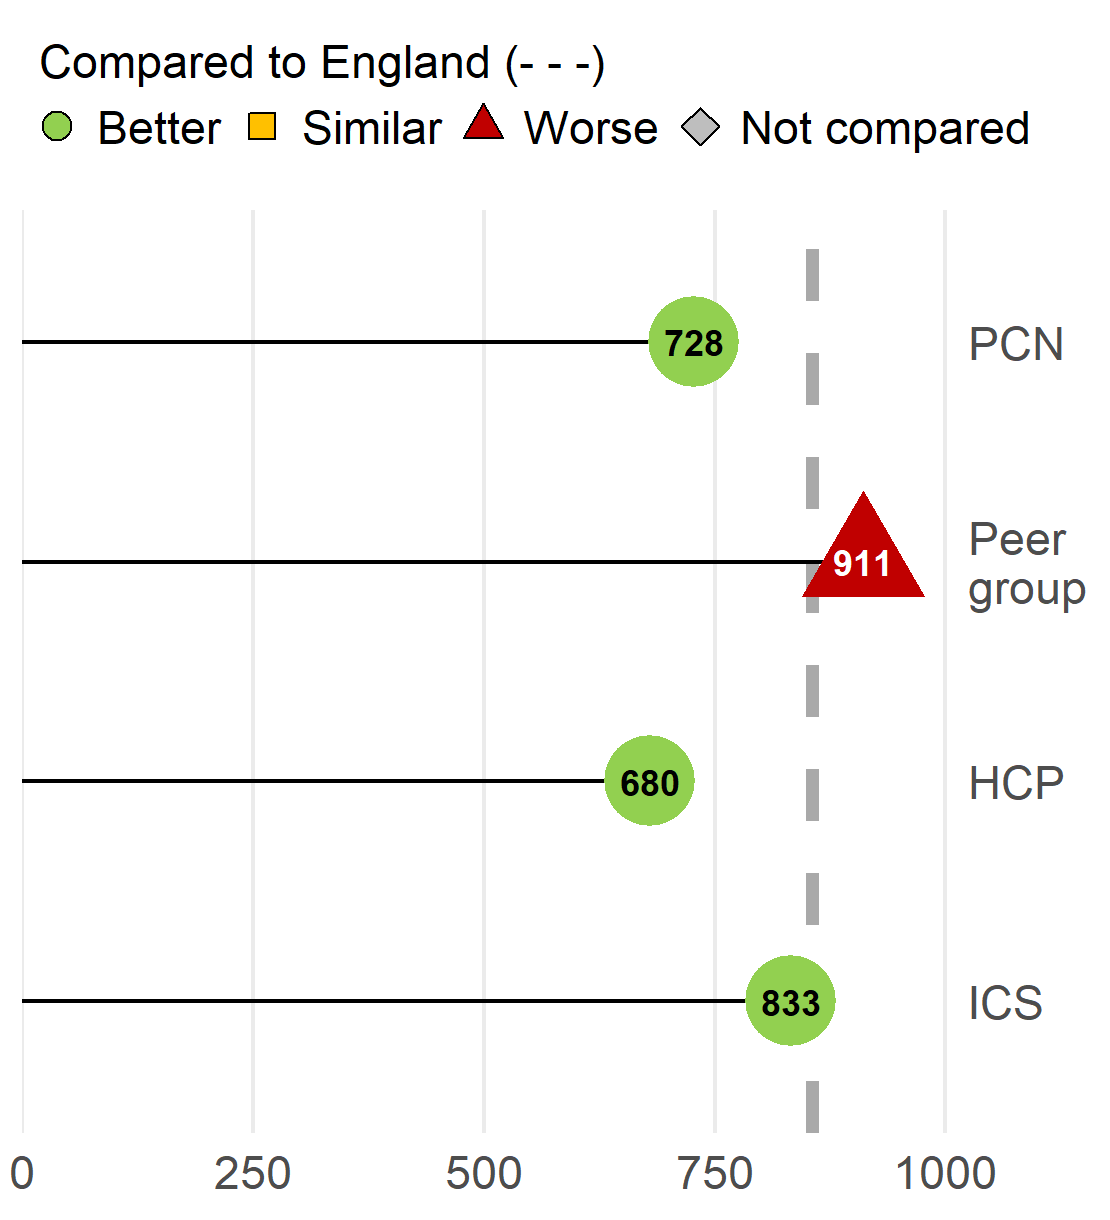 Compared to England (- - -)
Better Similar Worse Not compared
728 PCN
Peer
911
group
680 HCP
833 ICS
0 250 500 750 1000